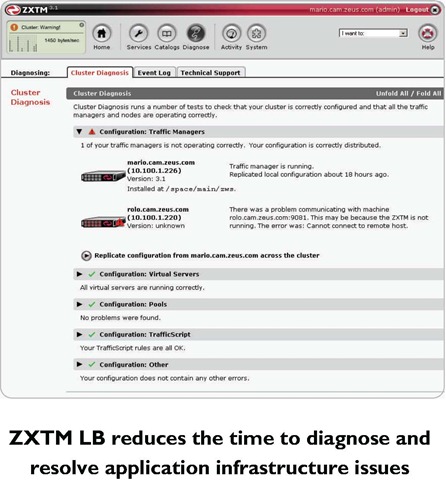 ZXTM 3.1
mario.cam.zeus.com (admin) Logout
Cluster: Warning!
1450 bytes/sec
Home
Services
Catalogs
Diagnose
Activity
System
I want to:
Help
Diagnosing:
Cluster Diagnosis
Event Log
Technical Support
Cluster
Diagnosis
Cluster Diagnosis
Unfold All / Fold All
Cluster Diagnosis runs a number of tests to check that your cluster is correctly configured and that all the traffic
managers and nodes are operating correctly.
Configuration: Traffic Managers
1 of your traffic managers is not operating correctly. Your configuration is correctly distributed.
mario.cam.zeus.com
(10.100.1.226)
Version: 3.1
Installed at /space/main/zws.
Traffic manager is running.
Replicated local configuration about 18 hours ago.
rolo.cam.zeus.com
(10.100.1.220)
Version: unknown
There was a problem communicating with machine
rolo.cam.zeus.com:9081. This may be because the ZXTM is not
running. The error was: Cannot connect to remote host.
Replicate configuration from mario.cam.zeus.com across the cluster
Configuration: Virtual Servers
All virtual servers are running correctly.
Configuration: Pools
No problems were found.
Configuration: TrafficScript
Your TrafficScript rules are all OK.
Configuration: Other
Your configuration does not contain any other errors.
ZXTM LB reduces the time to diagnose and
resolve application infrastructure issues